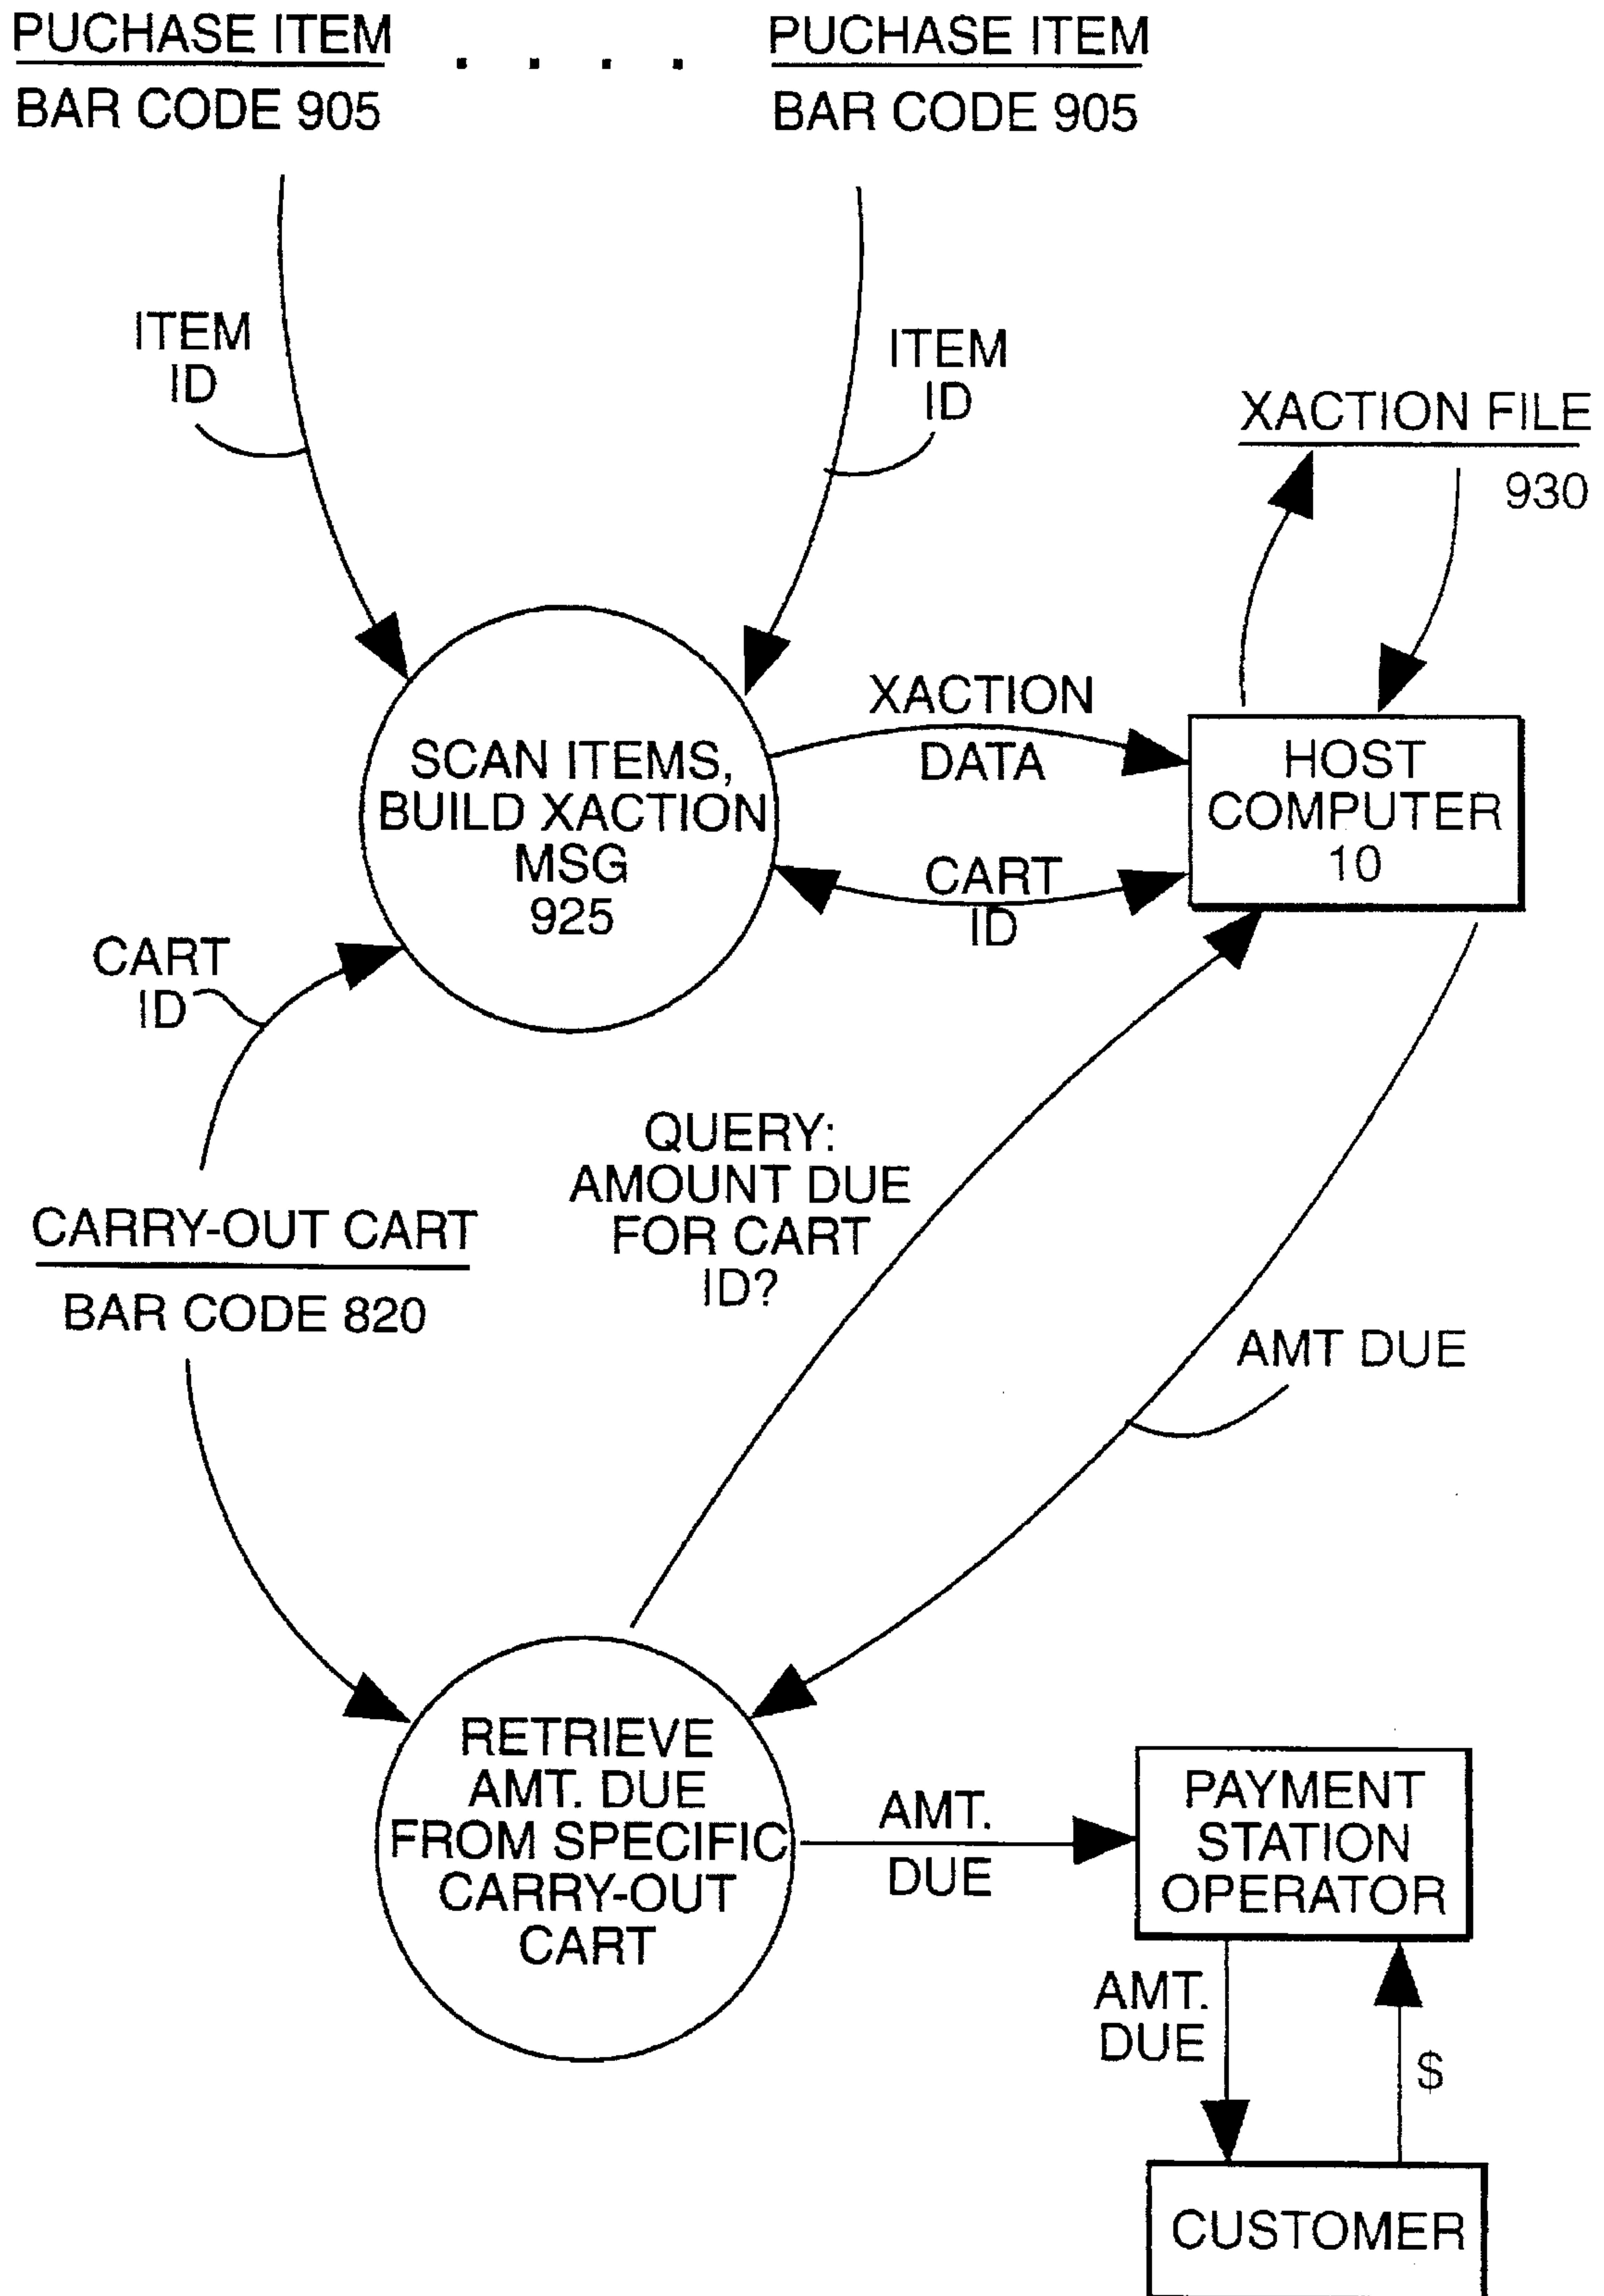 PUCHASE ITEM . . . . PUCHASE ITEM
BAR CODE 905
BAR CODE 905
ITEM
ID
ITEM
ID
XACTION FILE
930
SCAN ITEMS,
BUILD XACTION
MSG
925
XACTION
DATA
CART
ID
HOST
COMPUTER
10
CART
ID
CARRY-OUT CART
BAR CODE 820
QUERY:
AMOUNT DUE
FOR CART
ID?
AMT DUE
RETRIEVE
AMT. DUE
FROM SPECIFIC
CARRY-OUT
CART
AMT.
DUE
PAYMENT
STATION
OPERATOR
AMT.
DUE
$
CUSTOMER